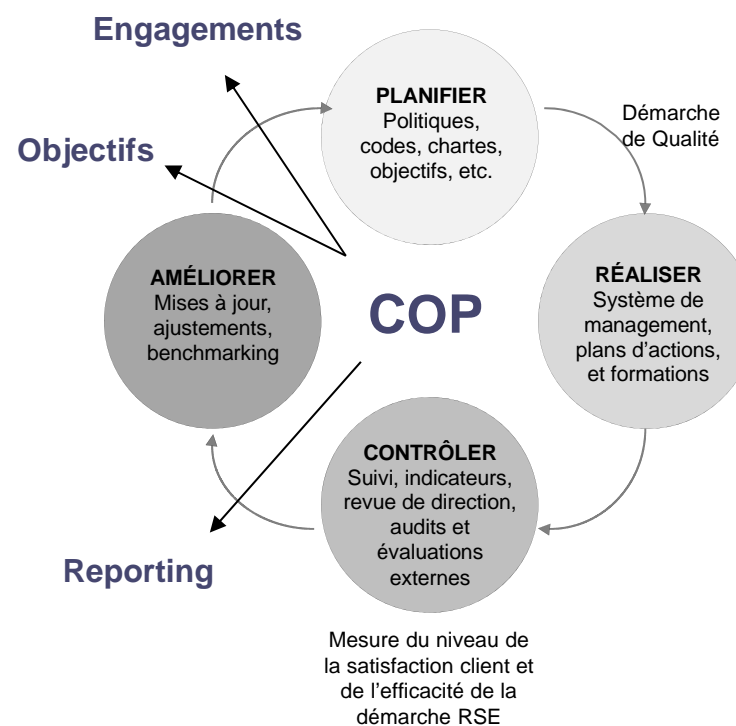 Engagements
PLANIFIER
Politiques,
codes, chartes,
objectifs, etc.
Démarche
de Qualité
Objectifs
AMÉLIORER
Mises à jour,
ajustements,
benchmarking
COP
RÉALISER
Système de
management,
plans d’actions,
et formations
CONTRÔLER
Suivi, indicateurs,
revue de direction,
audits et
évaluations
externes
Reporting
Mesure du niveau de
la satisfaction client et
de l’efficacité de la
démarche RSE